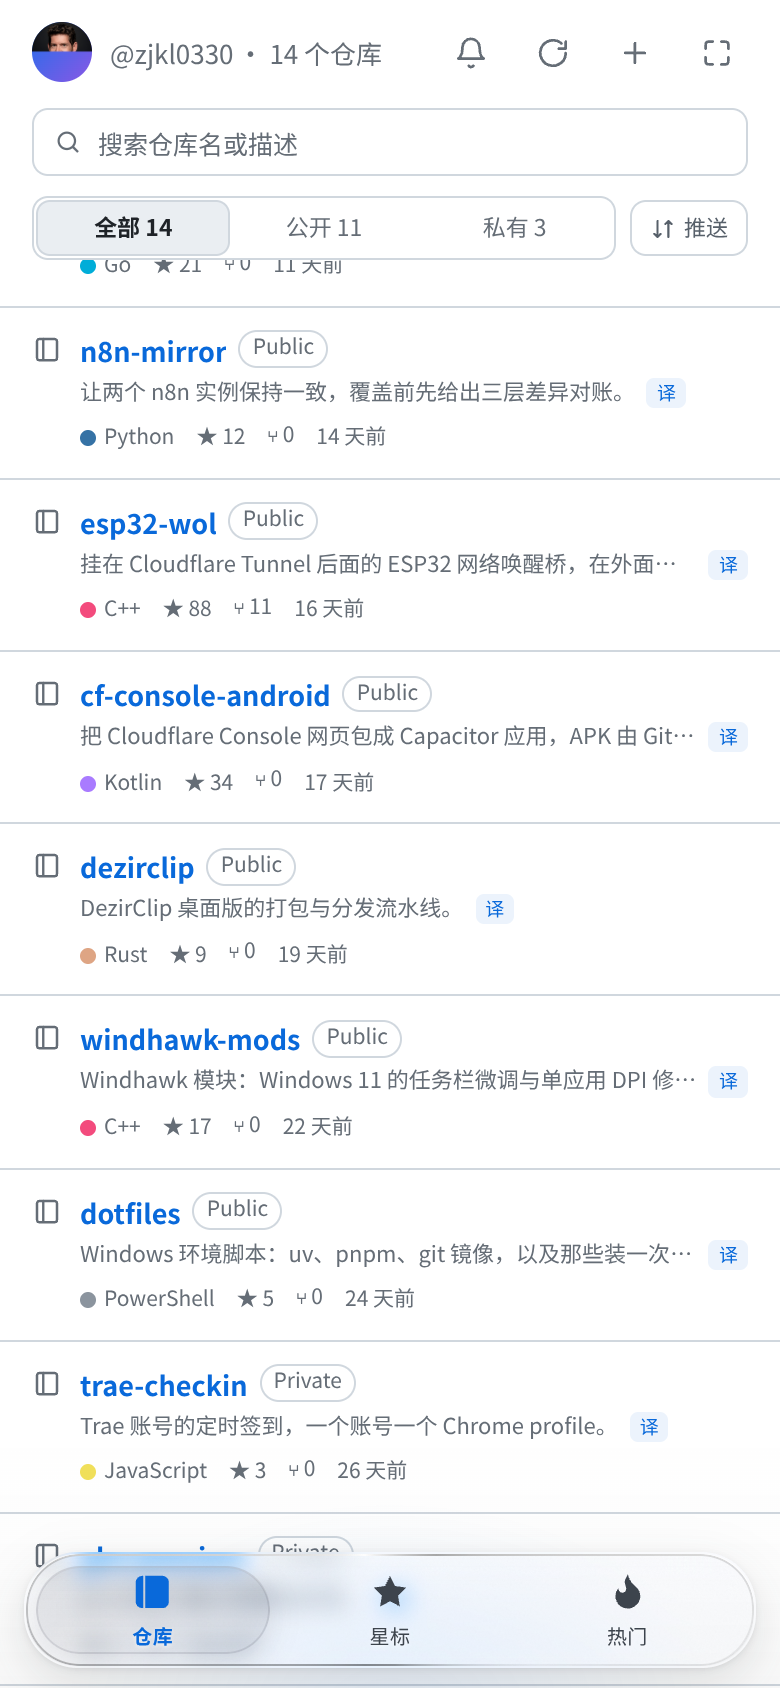 @zjkl0330 • 14 个仓库
搜索仓库名或描述
全部 14
公开 11
私有 3
推送
Go ★ 21 0 11 天前
n8n-mirror Public
让两个 n8n 实例保持一致，覆盖前先给出三层差异对账。 译
Python ★ 12 0 14 天前
esp32-wol Public
挂在 Cloudflare Tunnel 后面的 ESP32 网络唤醒桥，在外面… 译
C++ ★ 88 11 16 天前
cf-console-android Public
把 Cloudflare Console 网页包成 Capacitor 应用，APK 由 Git… 译
Kotlin ★ 34 0 17 天前
dezirclip Public
DezirClip 桌面版的打包与分发流水线。 译
Rust ★ 9 0 19 天前
windhawk-mods Public
Windhawk 模块：Windows 11 的任务栏微调与单应用 DPI 修… 译
C++ ★ 17 0 22 天前
dotfiles Public
Windows 环境脚本：uv、pnpm、git 镜像，以及那些装一次… 译
PowerShell ★ 5 0 24 天前
trae-checkin Private
Trae 账号的定时签到，一个账号一个 Chrome profile。 译
JavaScript ★ 3 0 26 天前
Private
仓库
星标
热门